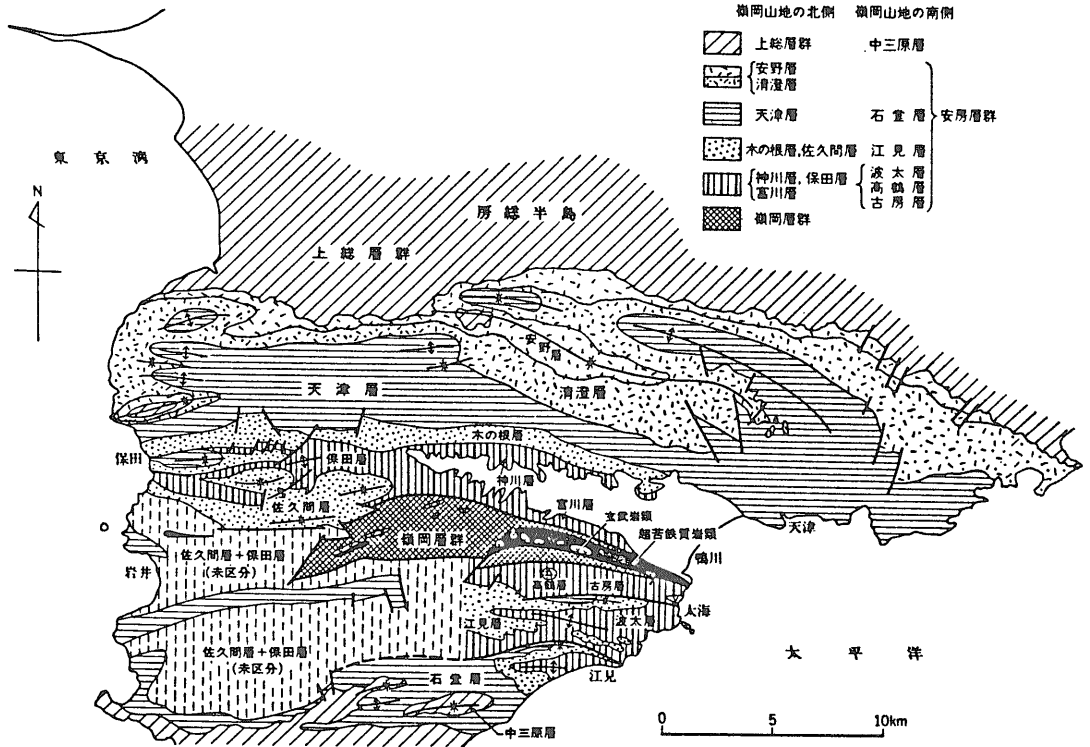 嶺岡山地の北側 嶺岡山地の南側
上総層群 中三原層
安野層
清澄層
天津層 石堂層 安房層群
木の根層,佐久間層 江見層
神川層,保田層 波太層
富川層 高鶴層
古房層
嶺岡層群
東京湾
N
房総半島
上総層群
安野層
天津層
清澄層
木の根層
保田
保田層
神川層
佐久間層
富川層
玄武岩類
天津
超苦鉄質岩類
嶺岡層群
鴨川
佐久間層+保田層
(未区分)
岩井
高鶴層
古房層
太海
江見層
波太層
佐久間層+保田層
(未区分)
太平洋
石堂層
江見
中三原層
0 5 10km